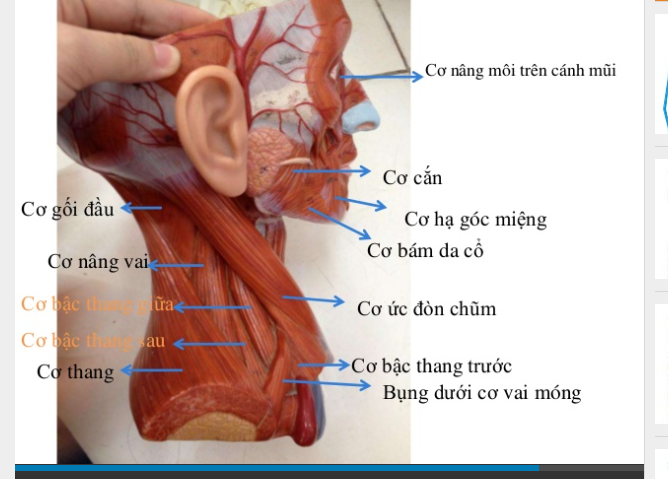 Cơ nâng môi trên cánh mũi
Cơ cắn
Cơ hạ góc miệng
Cơ bám da cổ
Cơ gối đầu
Cơ nâng vai
Cơ bậc thang giữa
Cơ ức đòn chũm
Cơ bậc thang sau
Cơ thang
Cơ bậc thang trước
Bụng dưới cơ vai móng